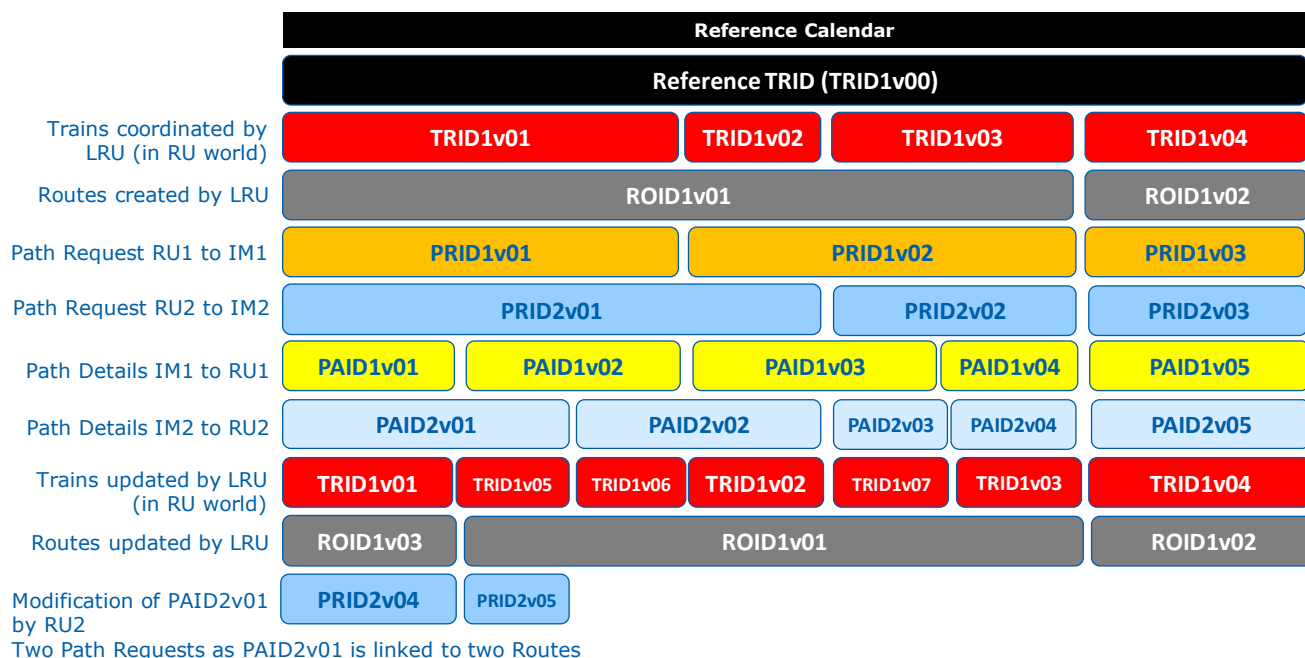 Reference Calendar
Reference TRID (TRID1v00)
Trains coordinated by
LRU (in RU world)
TRID1v01 TRID1v02 TRID1v03 TRID1v04
Routes created by LRU ROID1v01 ROID1v02
Path Request RU1 to IM1 PRID1v01 PRID1v02 PRID1v03
Path Request RU2 to IM2 PRID2v01 PRID2v02 PRID2v03
Path Details IM1 to RU1 PAID1v01 PAID1v02 PAID1v03 PAID1v04 PAID1v05
Path Details IM2 to RU2 PAID2v01 PAID2v02 PAID2v03 PAID2v04 PAID2v05
Trains updated by LRU
(in RU world)
TRID1v01 TRID1v05 TRID1v06 TRID1v02 TRID1v07 TRID1v03 TRID1v04
Routes updated by LRU ROID1v03 ROID1v01 ROID1v02
Modification of PAID2v01
by RU2
PRID2v04 PRID2v05
Two Path Requests as PAID2v01 is linked to two Routes